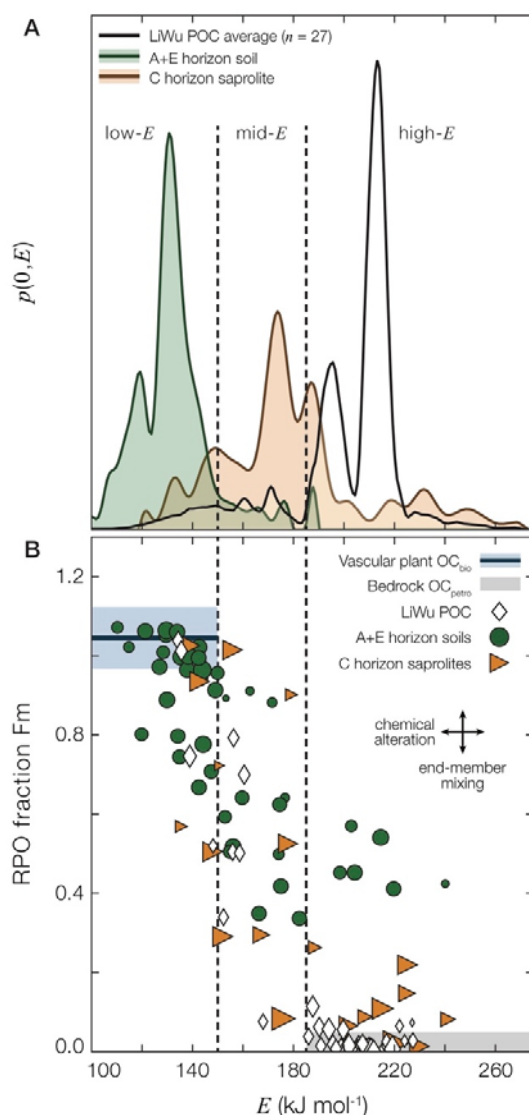 A
LiWu POC average (n = 27)
A+E horizon soil
C horizon saprolite
low-E
mid-E
high-E
p(0,E)
B
Vascular plant OCbio
Bedrock OCpetro
LiWu POC
A+E horizon soils
C horizon saprolites
chemical
alteration
end-member
mixing
RPO fraction Fm
1.2
0.8
0.4
0.0
100 140 180 220 260
E (kJ mol⁻¹)